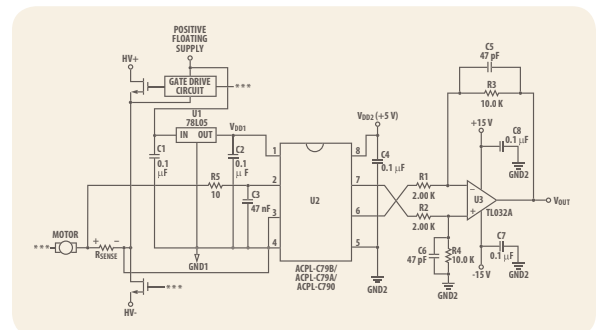 POSITIVE
FLOATING
SUPPLY
HV+
GATE DRIVE
CIRCUIT
***
U1
78L05
IN OUT
VDD1
C1
0.1
µF
C2
0.1
µ F
R5
10
C3
47 nF
1
2
3
4
U2
8
7
6
5
VDD2 (+5 V)
C4
0.1 µF
R1
2.00 K
R2
2.00 K
C5
47 pF
R3
10.0 K
+15 V
C8
0.1 µF
GND2
–
+
U3
TL032A
VOUT
C6
47 pF
R4
10.0 K
C7
0.1 µF
-15 V
GND2
GND2
GND2
MOTOR
***
+ –
RSENSE
GND1
***
HV-
ACPL-C79B/
ACPL-C79A/
ACPL-C790